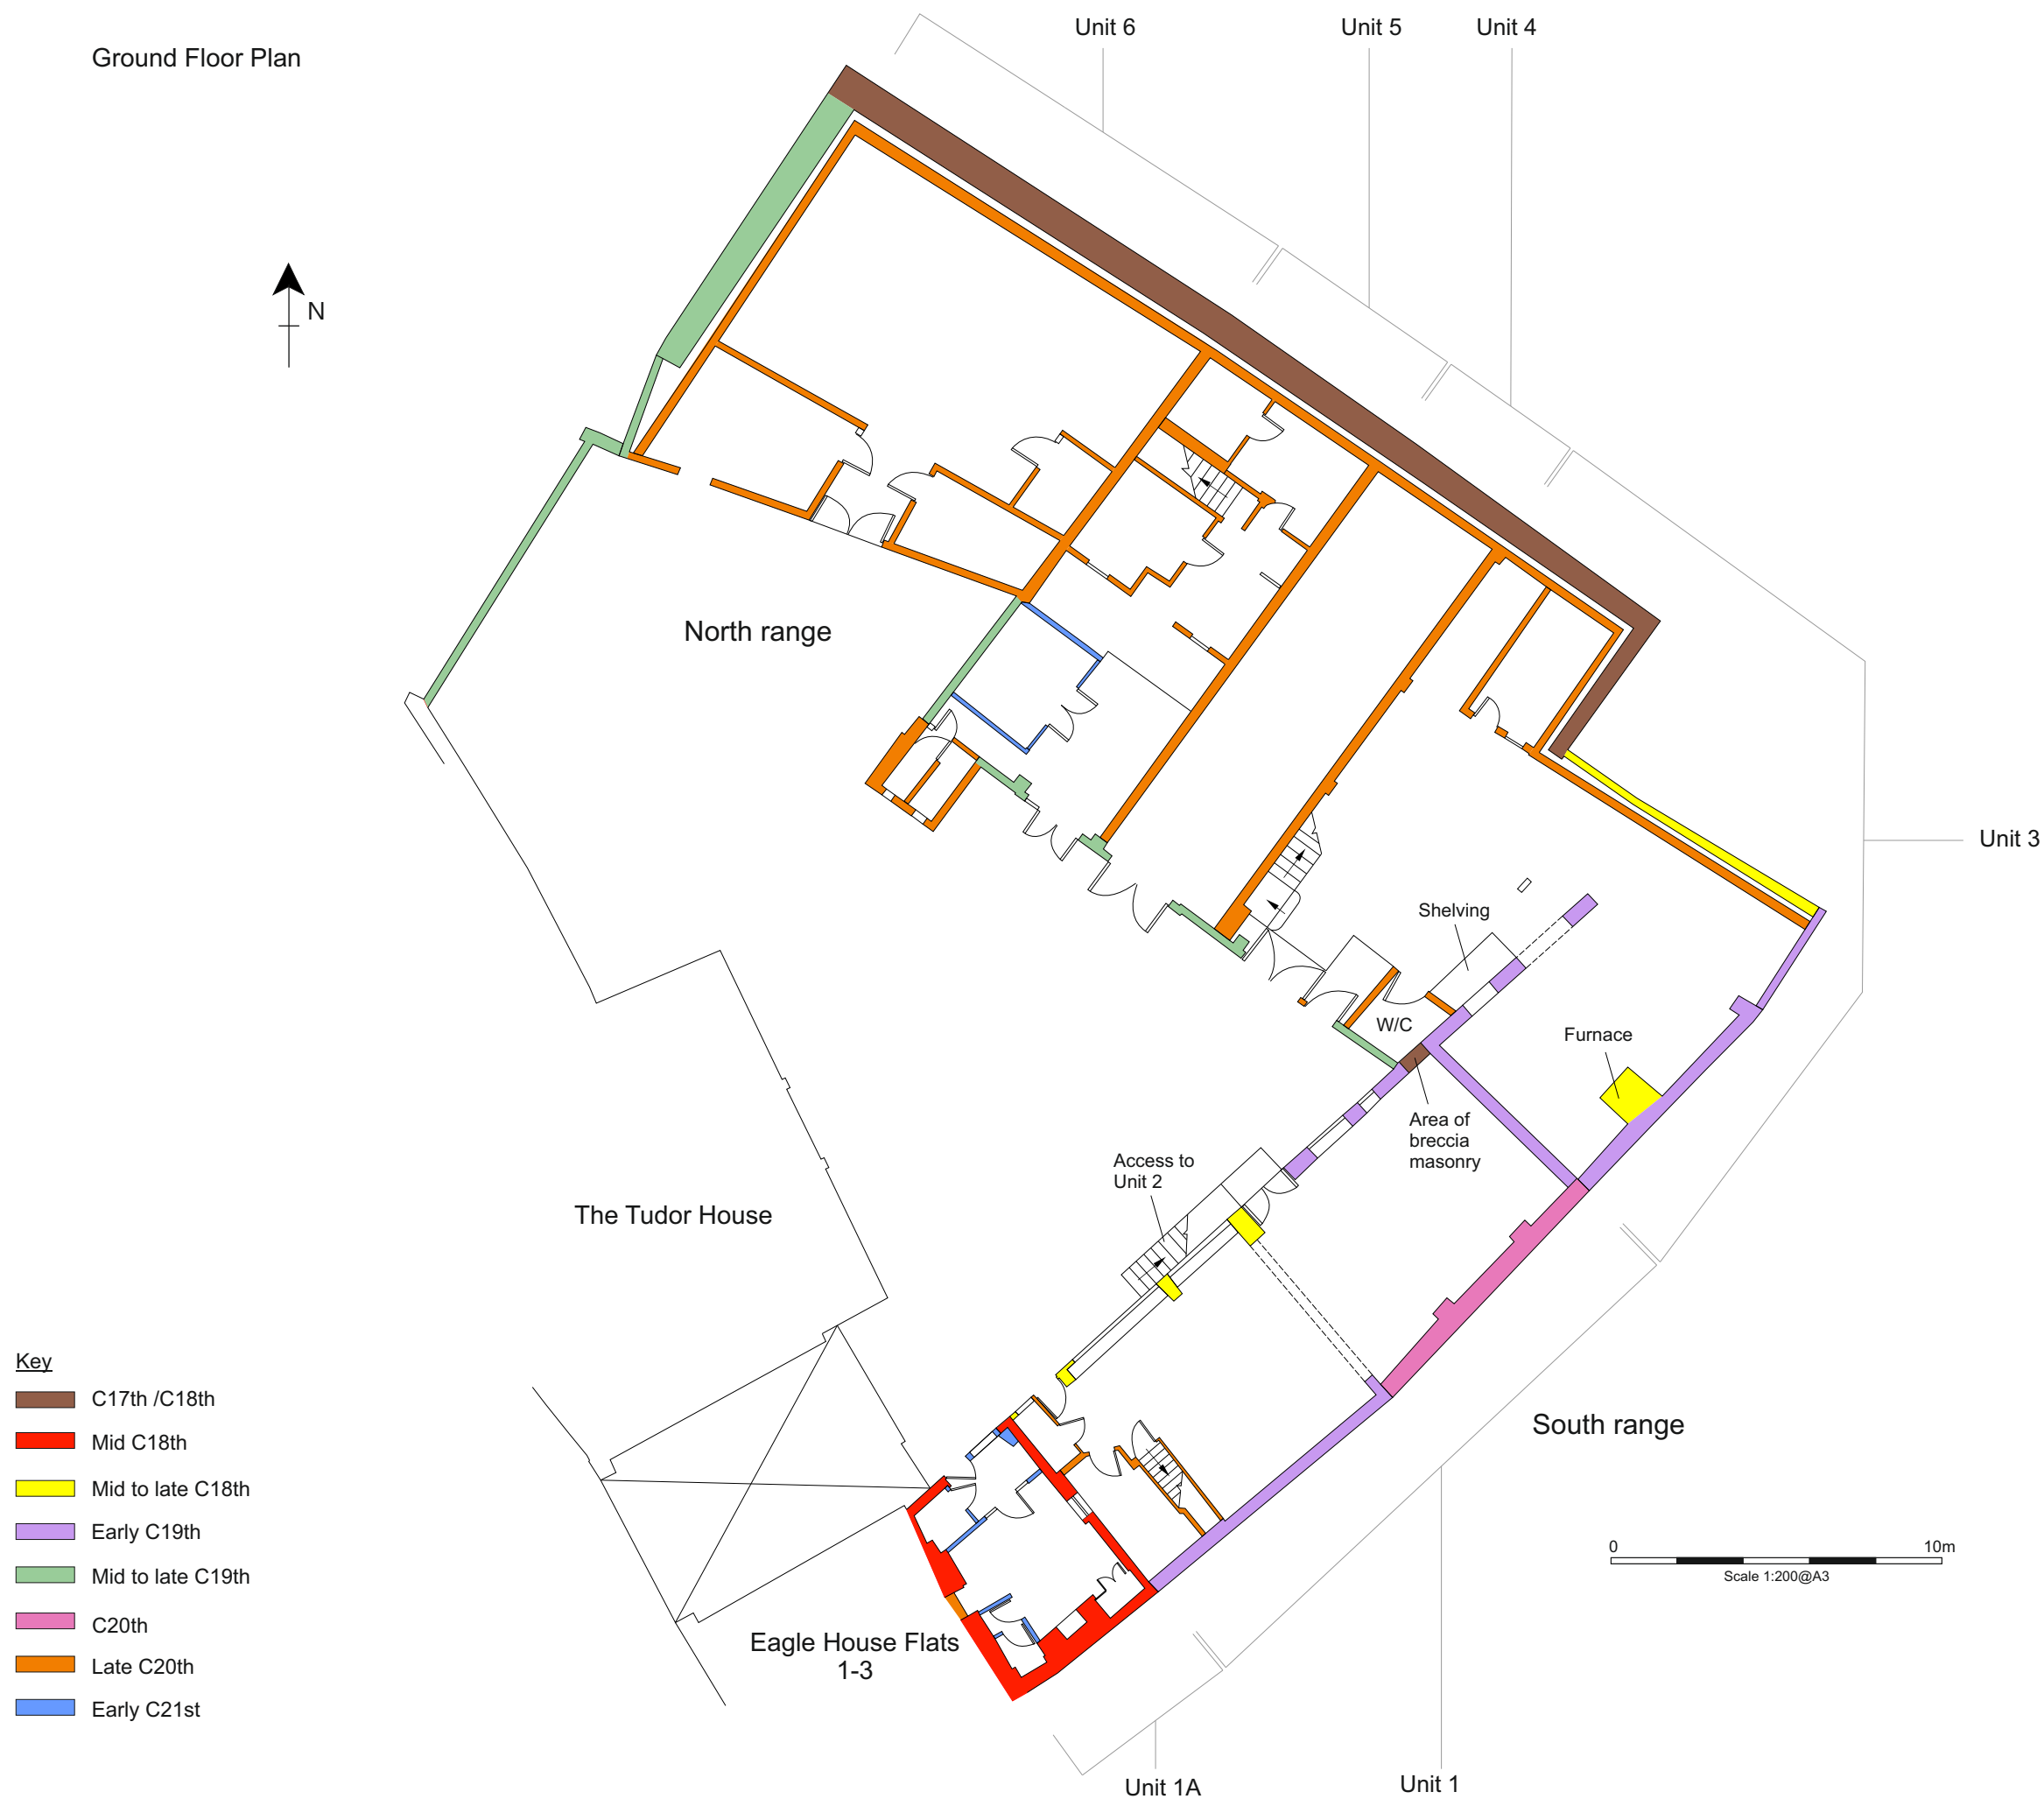 Unit 6
Unit 5
Unit 4
Ground Floor Plan
N
North range
Unit 3
Shelving
W/C
Furnace
Area of
breccia
masonry
Access to
Unit 2
The Tudor House
Key
C17th /C18th
Mid C18th
Mid to late C18th
Early C19th
Mid to late C19th
C20th
Late C20th
Early C21st
South range
0 10m
Scale 1:200@A3
Eagle House Flats
1-3
Unit 1A
Unit 1